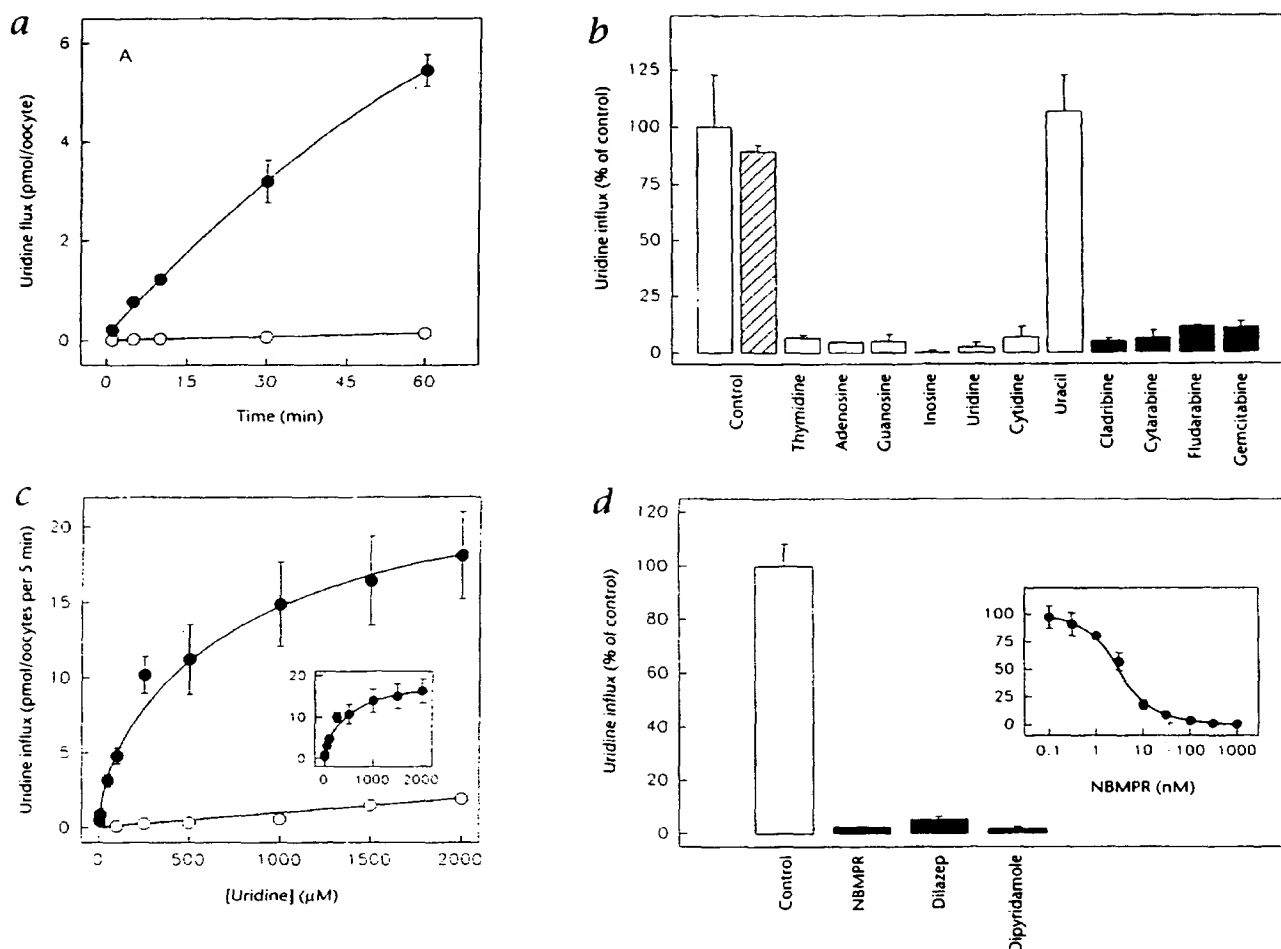 a
A
Uridine flux (pmol/oocyte)
6
4
2
0
0 15 30 45 60
Time (min)
b
Uridine influx (% of control)
125
100
75
50
25
0
Control
Thymidine
Adenosine
Guanosine
Inosine
Uridine
Cytidine
Uracil
Cladribine
Cytarabine
Fludarabine
Gemcitabine
c
Uridine influx (pmol/oocytes per 5 min)
20
15
10
5
0
0 500 1000 1500 2000
[Uridine] (µM)
20
10
0
0 1000 2000
d
Uridine influx (% of control)
120
100
80
60
40
20
0
Control
NBMPR
Dilazep
Dipyridamole
100
75
50
25
0
0.1 1 10 100 1000
NBMPR (nM)